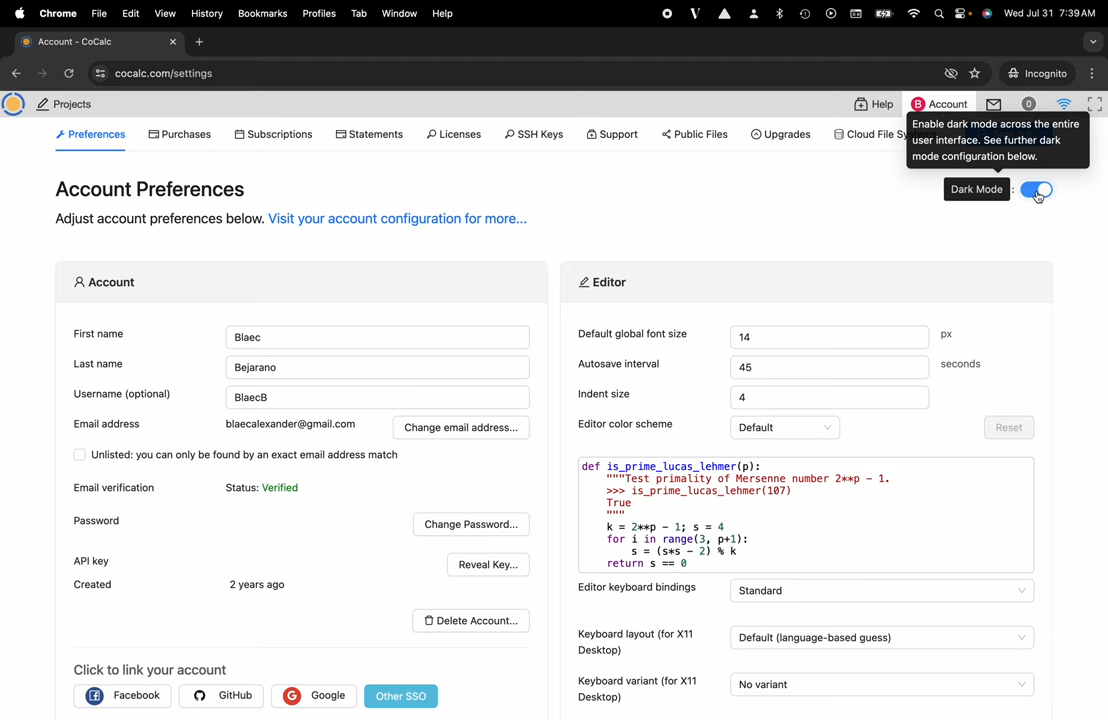 Chrome File Edit View History Bookmarks Profiles Tab Window Help Wed Jul 31 7:39 AM
Account - CoCalc
cocalc.com/settings Incognito
Projects Help B Account 0
Preferences Purchases Subscriptions Statements Licenses SSH Keys Support Public Files Upgrades Cloud File Sy
Enable dark mode across the entire
user interface. See further dark
mode configuration below.
Account Preferences
Dark Mode :
Adjust account preferences below. Visit your account configuration for more...
Account
First name Blaec
Last name Bejarano
Username (optional) BlaecB
Email address blaecalexander@gmail.com Change email address...
Unlisted: you can only be found by an exact email address match
Email verification Status: Verified
Password Change Password...
API key Reveal Key...
Created 2 years ago
Delete Account...
Click to link your account
Facebook GitHub Google Other SSO
Editor
Default global font size 14 px
Autosave interval 45 seconds
Indent size 4
Editor color scheme Default Reset
def is_prime_lucas_lehmer(p):
"""Test primality of Mersenne number 2**p - 1.
>>> is_prime_lucas_lehmer(107)
True
"""
k = 2**p - 1; s = 4
for i in range(3, p+1):
s = (s*s - 2) % k
return s == 0
Editor keyboard bindings Standard
Keyboard layout (for X11
Desktop)
Default (language-based guess)
Keyboard variant (for X11
Desktop)
No variant